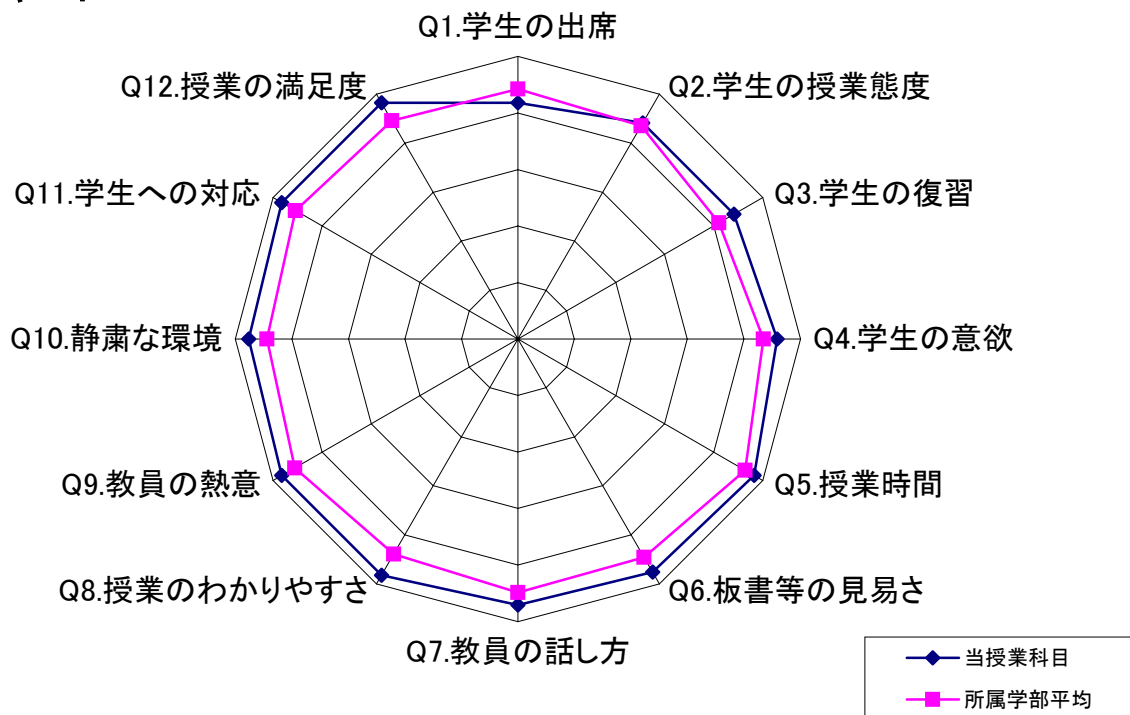 Q1.学生の出席
Q2.学生の授業態度
Q3.学生の復習
Q4.学生の意欲
Q5.授業時間
Q6.板書等の見易さ
Q7.教員の話し方
Q8.授業のわかりやすさ
Q9.教員の熱意
Q10.静粛な環境
Q11.学生への対応
Q12.授業の満足度
当授業科目
所属学部平均